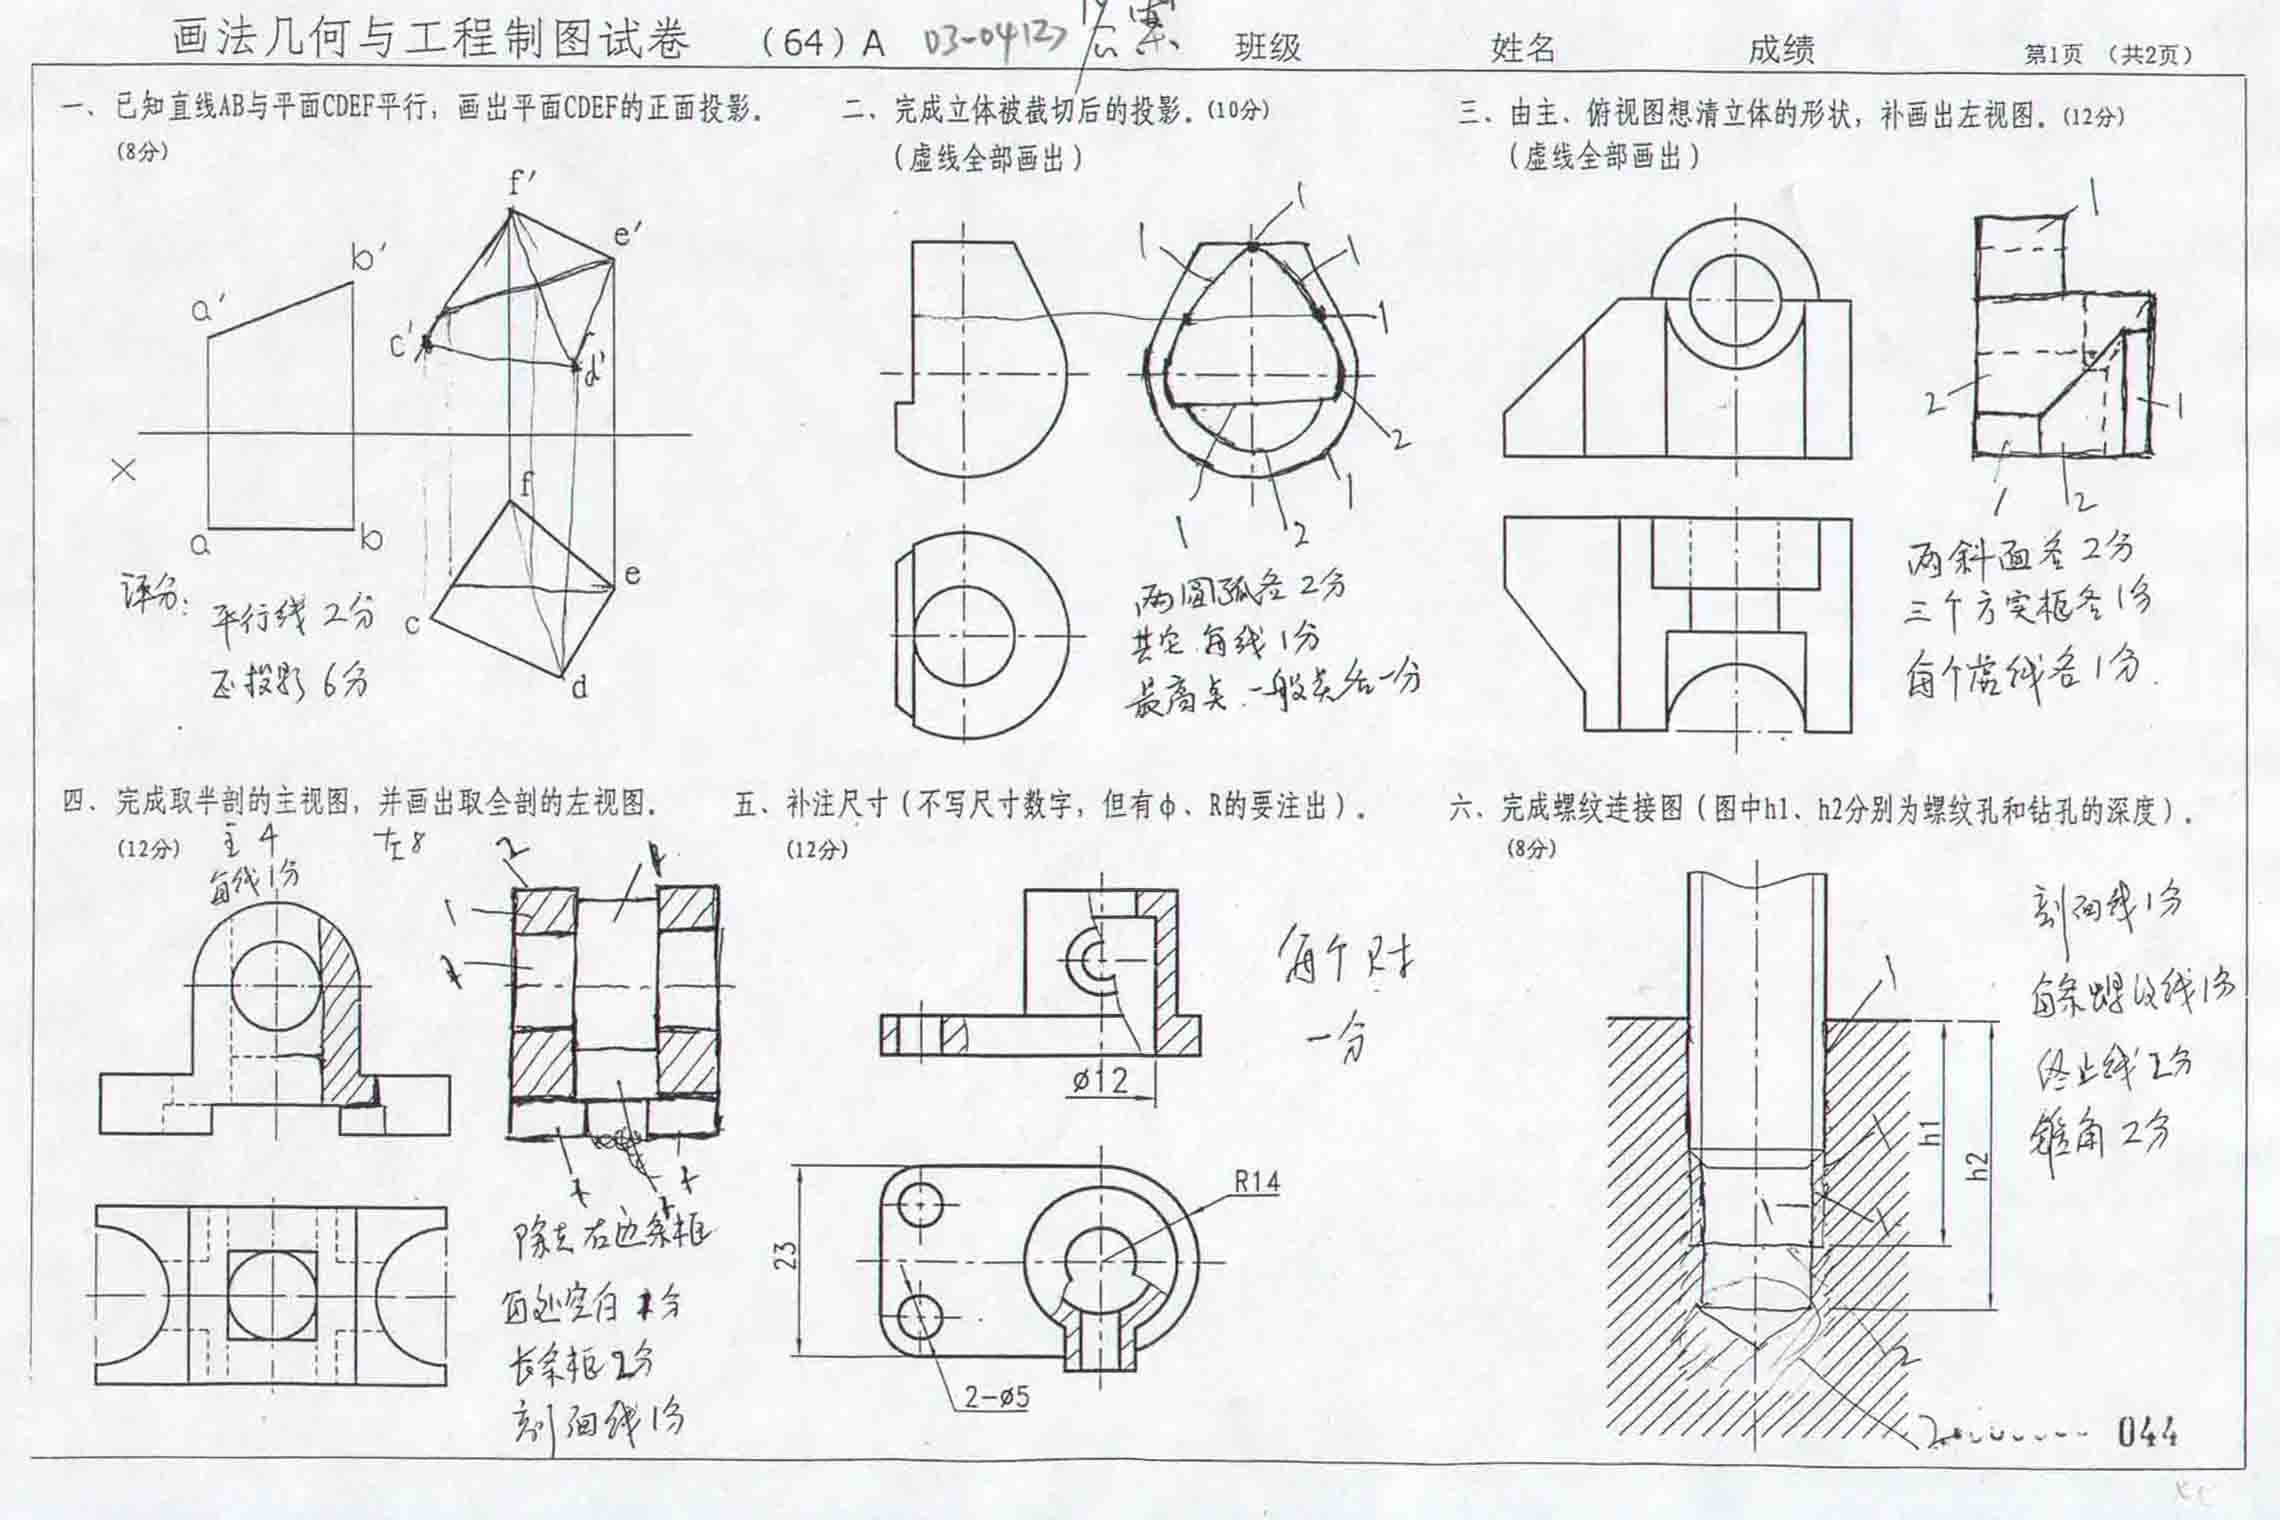 画法几何与工程制图试卷 （64）A 答案 班级 姓名 成绩 第1页 （共2页）
一、已知直线AB与平面CDEF平行，画出平面CDEF的正面投影。
(8分)
f'
e'
b'
a'
c'
d'
X
f
a
b
e
c
d
评分：
平行线 2分
正投影 6分
二、完成立体被截切后的投影。(10分)
（虚线全部画出）
1
1
1
1
2
1
1
2
两圆弧各 2分
其它 每线 1分
最高点、一般点各一分
三、由主、俯视图想清立体的形状，补画出左视图。(12分)
（虚线全部画出）
1
2
1
1
2
两斜面各 2分
三个方实框各 1分
每个虚线各 1分.
四、完成取半剖的主视图，并画出取全剖的左视图。
(12分) 主 4 左 8
每线 1分
2
1
除去右边条框
每处空白 1分
长条框 2分
剖面线 1分
五、补注尺寸（不写尺寸数字，但有φ、R的要注出）。
(12分)
每个尺寸
一分
ø12
R14
23
2-ø5
六、完成螺纹连接图（图中h1、h2分别为螺纹孔和钻孔的深度）。
(8分)
剖面线 1分
每条螺纹线 1分
终止线 1分
锥角 2分
1
h1
h2
1
1
2
2
044